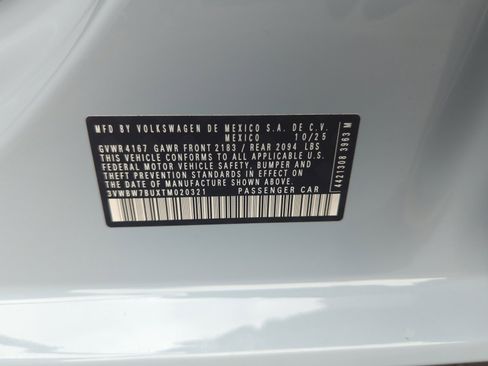 MFD BY VOLKSWAGEN DE MEXICO S.A. DE C.V.
MEXICO 10/25
GVWR4167 GAWR FRONT 2183 / REAR 2094 LBS
THIS VEHICLE CONFORMS TO ALL APPLICABLE U.S.
FEDERAL MOTOR VEHICLE SAFETY, BUMPER AND
THEFT PREVENTION STANDARDS IN EFFECT ON THE
DATE OF MANUFACTURE SHOWN ABOVE.
3VWBW7BUXTM020321 PASSENGER CAR
4421308 3963 M